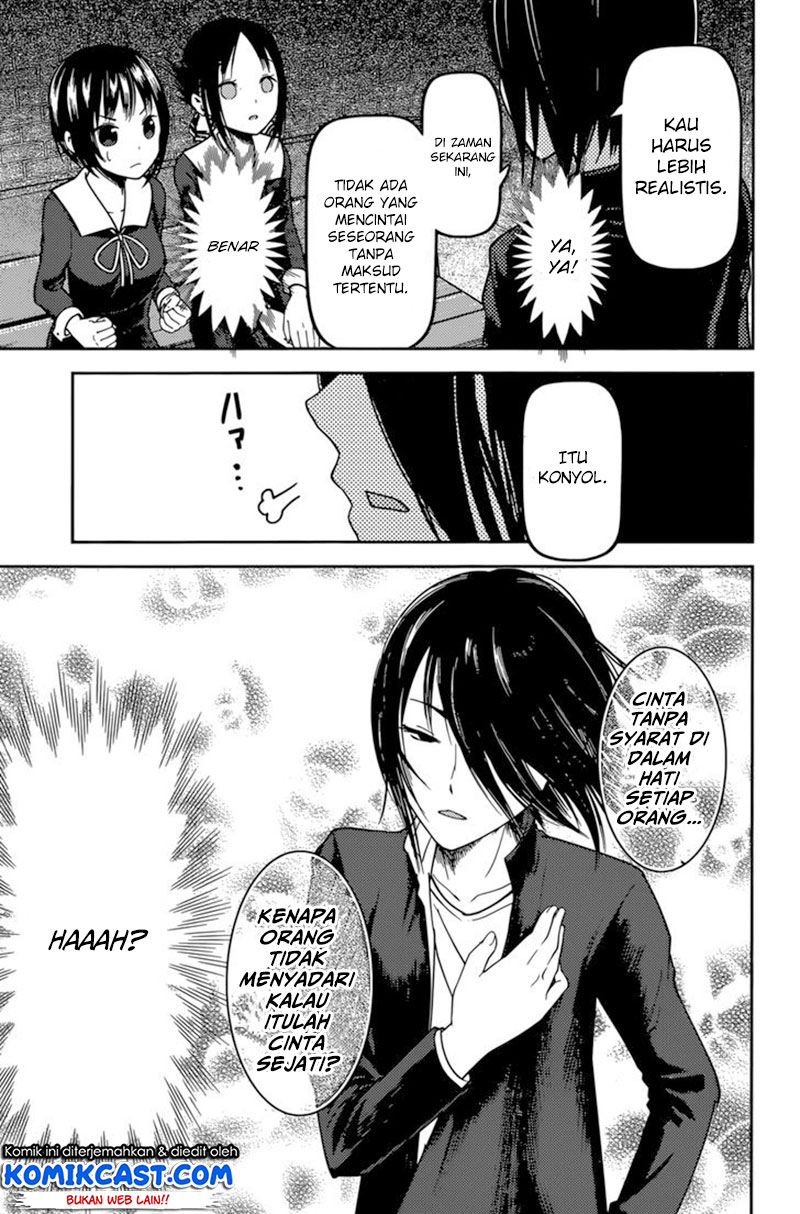 KAU
HARUS
LEBIH
REALISTIS.
YA,
YA!
DI ZAMAN
SEKARANG
INI,
TIDAK ADA
ORANG YANG
MENCINTAI
SESEORANG
TANPA
MAKSUD
TERTENTU.
BENAR
ITU
KONYOL.
ハァ…
CINTA
TANPA
SYARAT DI
DALAM
HATI
SETIAP
ORANG...
KENAPA
ORANG
TIDAK
MENYADARI
KALAU
ITULAH
CINTA
SEJATI?
HAAAH?
Komik ini diterjemahkan & diedit oleh
KOMIKCAST.COM
BUKAN WEB LAIN!!